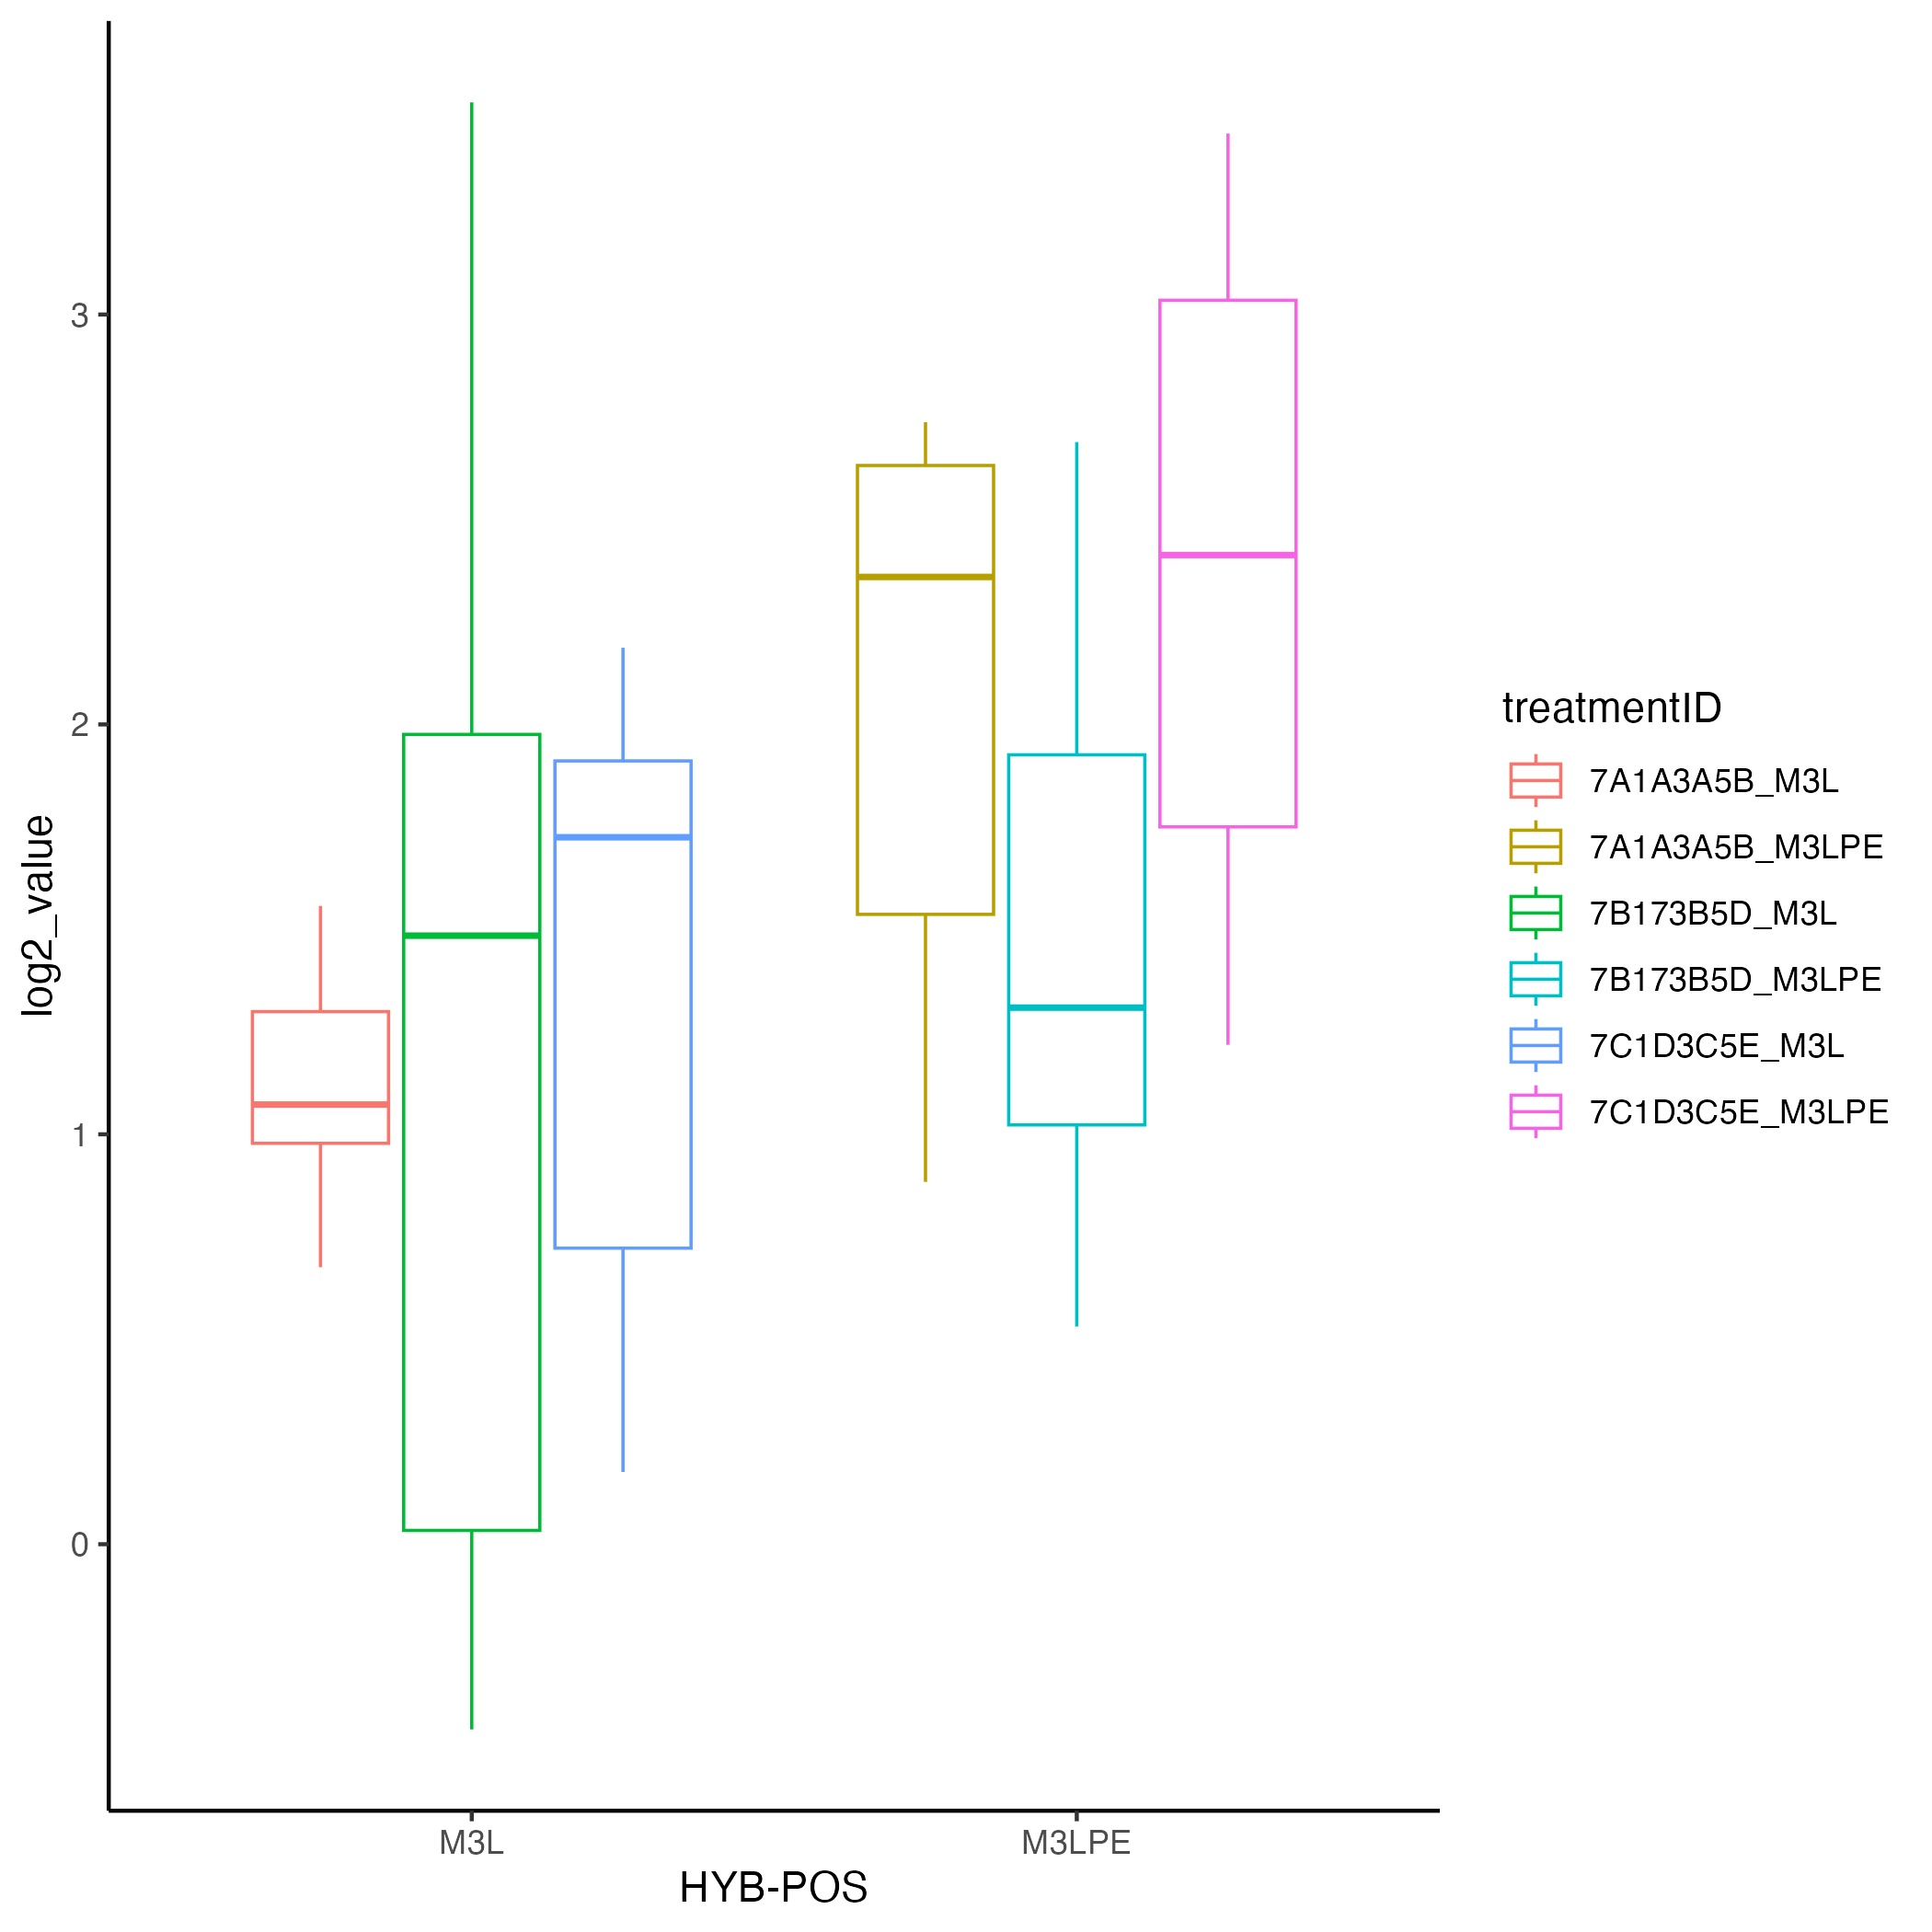 3
2
1
0
log2_value
M3L
M3LPE
HYB-POS
treatmentID
7A1A3A5B_M3L
7A1A3A5B_M3LPE
7B173B5D_M3L
7B173B5D_M3LPE
7C1D3C5E_M3L
7C1D3C5E_M3LPE